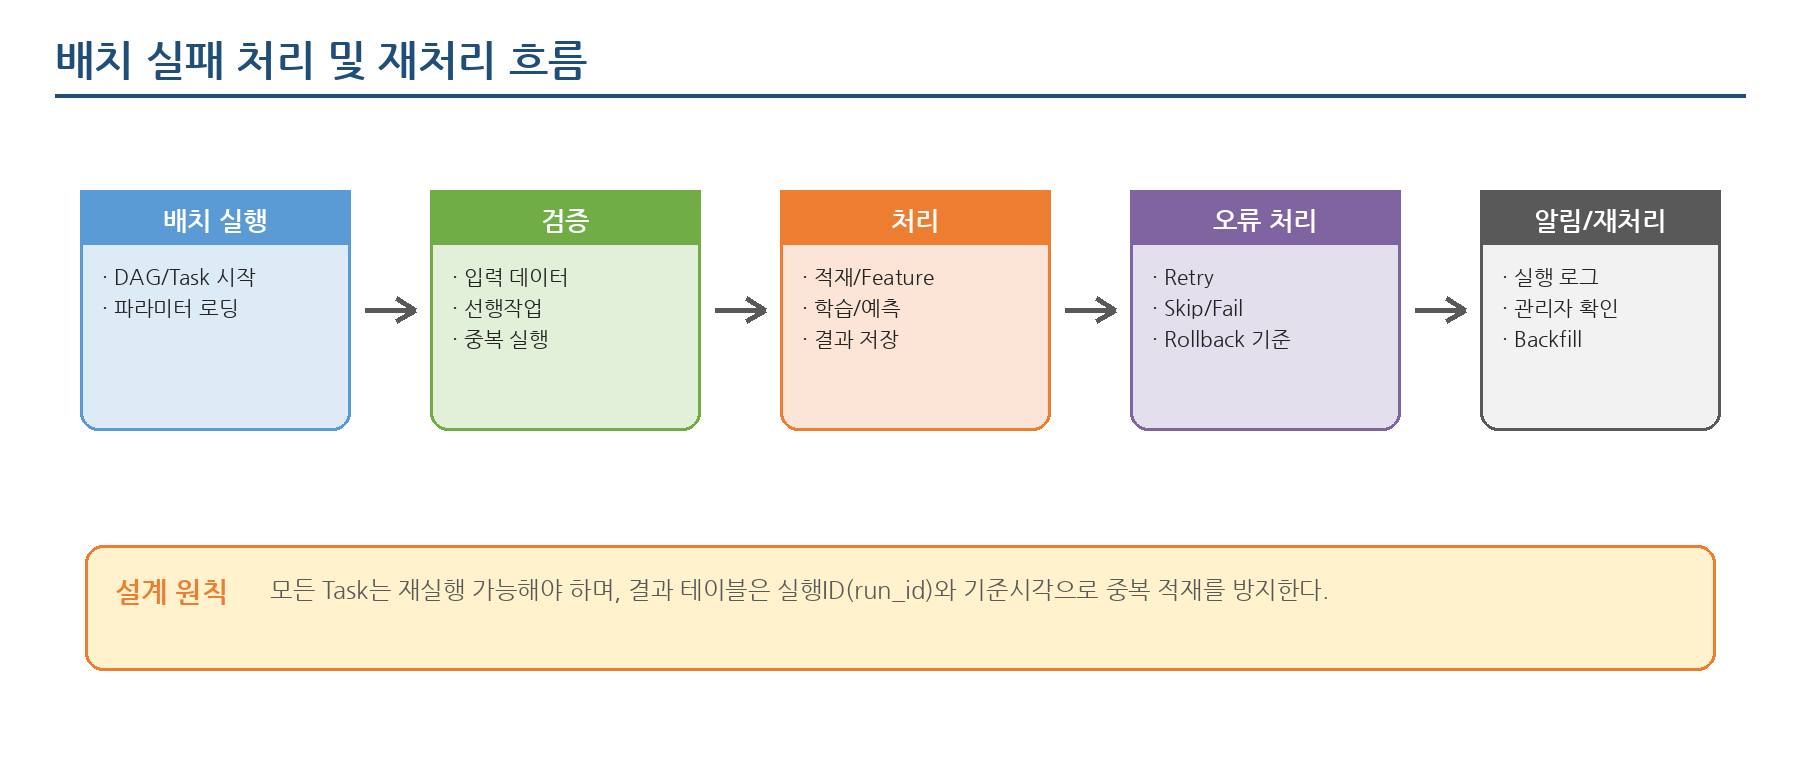 배치 실패 처리 및 재처리 흐름
배치 실행
· DAG/Task 시작
· 파라미터 로딩
검증
· 입력 데이터
· 선행작업
· 중복 실행
처리
· 적재/Feature
· 학습/예측
· 결과 저장
오류 처리
· Retry
· Skip/Fail
· Rollback 기준
알림/재처리
· 실행 로그
· 관리자 확인
· Backfill
설계 원칙 모든 Task는 재실행 가능해야 하며, 결과 테이블은 실행ID(run_id)와 기준시각으로 중복 적재를 방지한다.